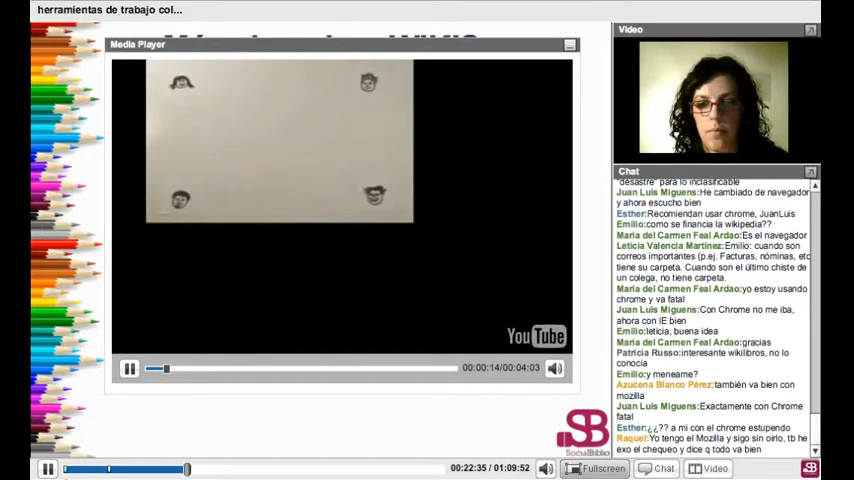 herramientas de trabajo col...
Media Player
YouTube
00:00:14/00:04:03
SB
SocialBiblio
00:22:35/01:09:52
Fullscreen
Chat
Video
Video
Chat
"desastre" para lo inclasificable
Juan Luis Miguens:He cambiado de navegador
y ahora escucho bien
Esther:Recomiendan usar chrome, JuanLuis
Emilio:como se financia la wikipedia??
Maria del Carmen Feal Ardao:Es el navegador
Leticia Valencia Martinez:Emilio: cuando son
correos importantes (p.ej. Facturas, nóminas, etc
tiene su carpeta. Cuando son el último chiste de
un colega, no tiene carpeta.
Maria del Carmen Feal Ardao:yo estoy usando
chrome y va fatal
Juan Luis Miguens:Con Chrome no me iba,
ahora con IE bien
Emilio:leticia, buena idea
Maria del Carmen Feal Ardao:gracias
Patricia Russo:interesante wikilibros, no lo
conocía
Emilio:y meneame?
Azucena Blanco Pérez:también va bien con
mozilla
Juan Luis Miguens:Exactamente con Chrome
fatal
Esther:¿¿?? a mi con el chrome estupendo
Raquel:Yo tengo el Mozilla y sigo sin oirlo, tb he
exo el chequeo y dice q todo va bien